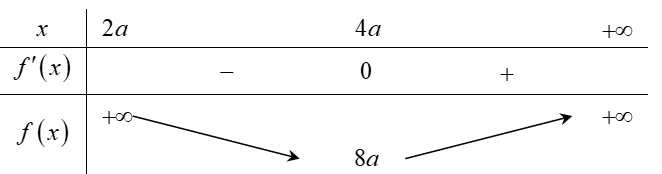 x 2a 4a +∞
f′(x) − 0 +
+∞ +∞
f(x)
8a